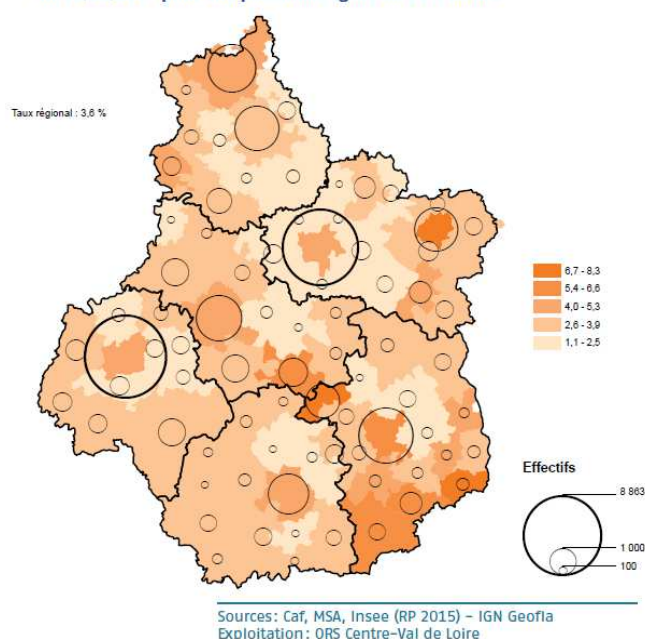 Taux régional : 3,6 %
6,7 - 8,3
5,4 - 6,6
4,0 - 5,3
2,6 - 3,9
1,1 - 2,5
Effectifs
8 863
1 000
100
Sources: Caf, MSA, Insee (RP 2015) – IGN Geofla
Exploitation: ORS Centre-Val de Loire